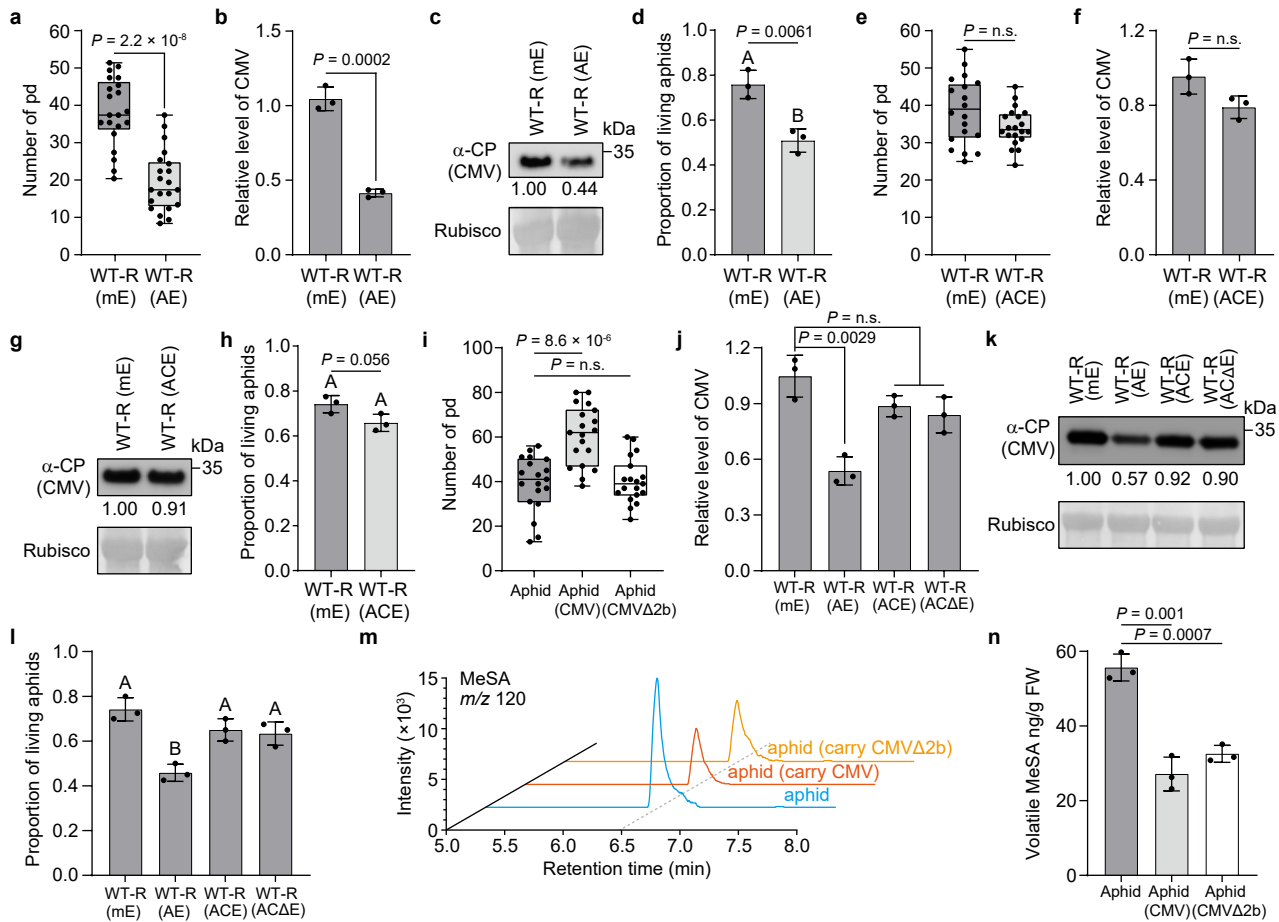 a
P = 2.2 × 10-8
Number of pd
60
50
40
30
20
10
0
WT-R
(mE)
WT-R
(AE)
b
P = 0.0002
Relative level of CMV
1.5
1.0
0.5
0.0
WT-R
(mE)
WT-R
(AE)
c
WT-R (mE)
WT-R (AE)
kDa
35
α-CP
(CMV)
1.00 0.44
Rubisco
d
P = 0.0061
Proportion of living aphids
1.0
0.8
0.6
0.4
0.2
0.0
A
B
WT-R
(mE)
WT-R
(AE)
e
P = n.s.
Number of pd
60
50
40
30
20
10
0
WT-R
(mE)
WT-R
(ACE)
f
P = n.s.
Relative level of CMV
1.2
0.8
0.4
0.0
WT-R
(mE)
WT-R
(ACE)
g
WT-R (mE)
WT-R (ACE)
kDa
35
α-CP
(CMV)
1.00 0.91
Rubisco
h
P = 0.056
Proportion of living aphids
1.0
0.8
0.6
0.4
0.2
0.0
A
A
WT-R
(mE)
WT-R
(ACE)
i
P = 8.6 × 10-6
P = n.s.
Number of pd
100
80
60
40
20
0
Aphid
Aphid
(CMV)
Aphid
(CMVΔ2b)
j
P = n.s.
P = 0.0029
Relative level of CMV
1.2
0.9
0.6
0.3
0.0
WT-R
(mE)
WT-R
(AE)
WT-R
(ACE)
WT-R
(ACΔE)
k
WT-R
(mE)
WT-R
(AE)
WT-R
(ACE)
WT-R
(ACΔE)
kDa
35
α-CP
(CMV)
1.00 0.57 0.92 0.90
Rubisco
l
Proportion of living aphids
1.0
0.8
0.6
0.4
0.2
0.0
A
B
A
A
WT-R
(mE)
WT-R
(AE)
WT-R
(ACE)
WT-R
(ACΔE)
m
MeSA
m/z 120
Intensity (×10³)
15
10
5
0
aphid (carry CMVΔ2b)
aphid (carry CMV)
aphid
5.0 5.5 6.0 6.5 7.0 7.5 8.0
Retention time (min)
n
P = 0.001
P = 0.0007
Volatile MeSA ng/g FW
60
40
20
0
Aphid
Aphid
(CMV)
Aphid
(CMVΔ2b)